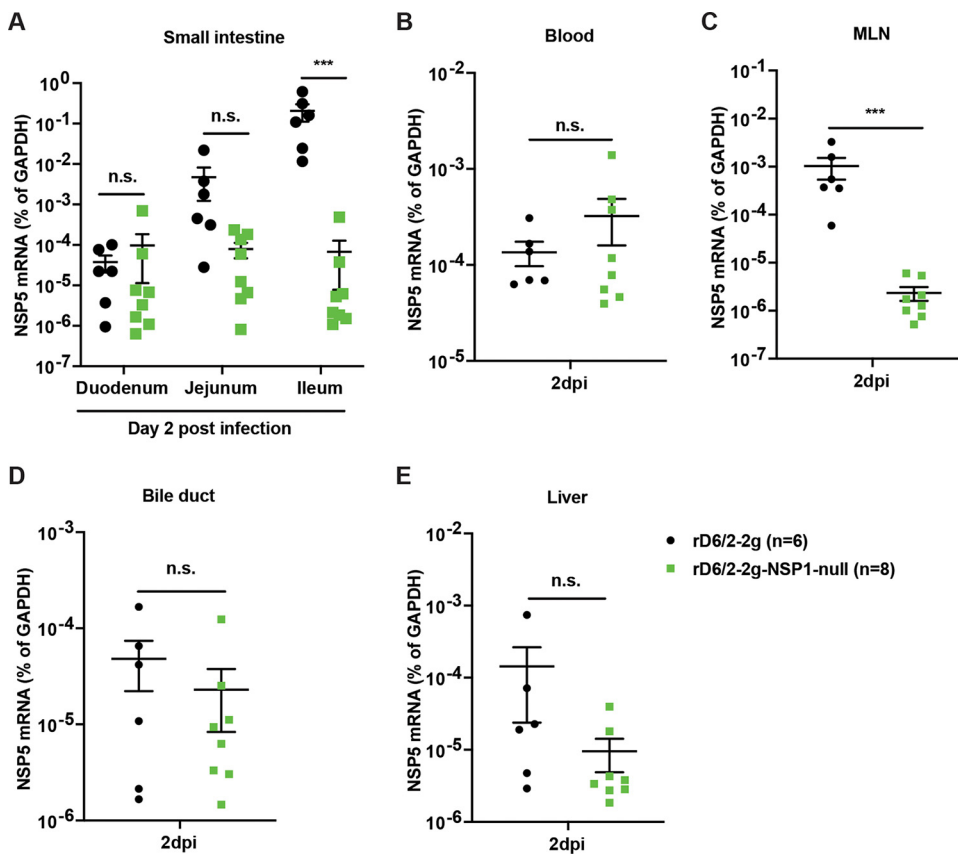 A
Small intestine
NSP5 mRNA (% of GAPDH)
10^0
10^-1
10^-2
10^-3
10^-4
10^-5
10^-6
10^-7
n.s.
n.s.
***
Duodenum Jejunum Ileum
Day 2 post infection
B
Blood
NSP5 mRNA (% of GAPDH)
10^-2
10^-3
10^-4
10^-5
n.s.
2dpi
C
MLN
NSP5 mRNA (% of GAPDH)
10^-1
10^-2
10^-3
10^-4
10^-5
10^-6
10^-7
***
2dpi
D
Bile duct
NSP5 mRNA (% of GAPDH)
10^-3
10^-4
10^-5
10^-6
n.s.
2dpi
E
Liver
NSP5 mRNA (% of GAPDH)
10^-2
10^-3
10^-4
10^-5
10^-6
n.s.
2dpi
rD6/2-2g (n=6)
rD6/2-2g-NSP1-null (n=8)